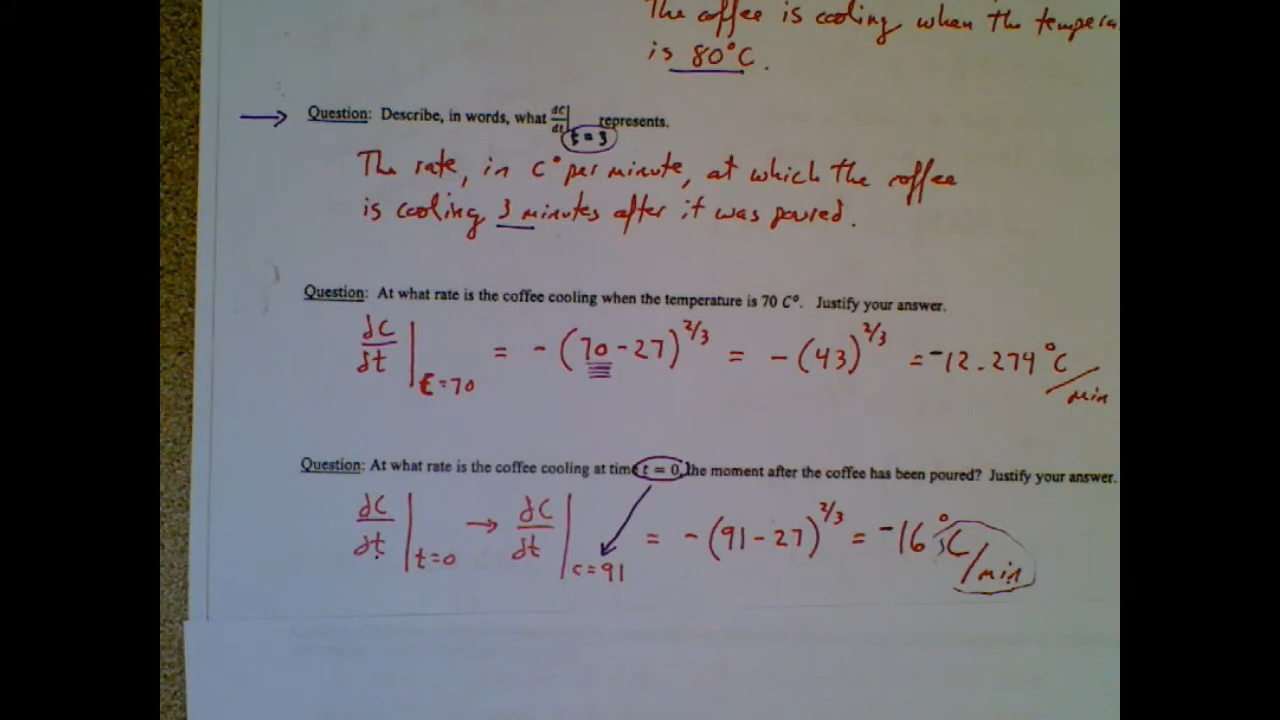 The coffee is cooling when the tempera
is 80°C.
Question: Describe, in words, what dC/dt| t = 3 represents.
The rate, in C° per minute, at which the coffee
is cooling 3 minutes after it was poured.
Question: At what rate is the coffee cooling when the temperature is 70 C°. Justify your answer.
dC/dt| t=70 = -(70-27)^2/3 = -(43)^2/3 = -12.274 °C/min
Question: At what rate is the coffee cooling at time t = 0, the moment after the coffee has been poured? Justify your answer.
dC/dt| t=0 → dC/dt| C=91 = -(91-27)^2/3 = -16 °C/min